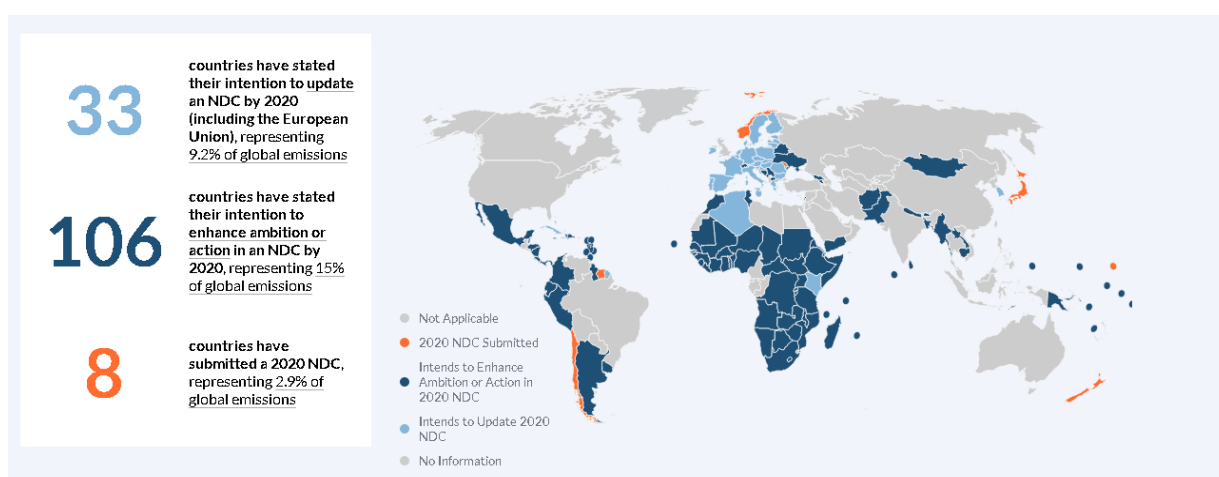 33
countries have stated
their intention to update
an NDC by 2020
(including the European
Union), representing
9.2% of global emissions
106
countries have stated
their intention to
enhance ambition or
action in an NDC by
2020, representing 15%
of global emissions
8
countries have
submitted a 2020 NDC,
representing 2.9% of
global emissions
Not Applicable
2020 NDC Submitted
Intends to Enhance
Ambition or Action in
2020 NDC
Intends to Update 2020
NDC
No Information